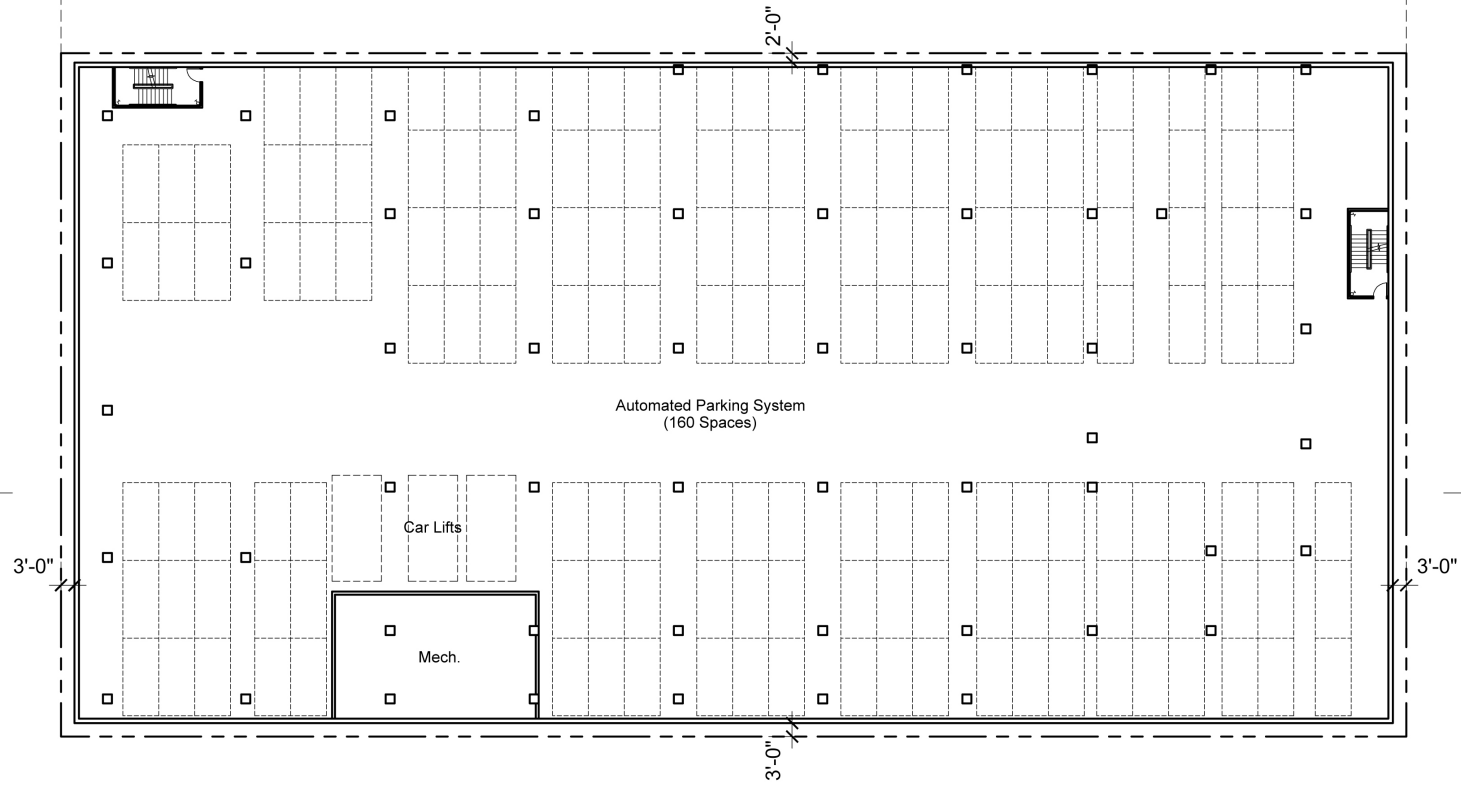 2'-0"
Automated Parking System
(160 Spaces)
Car Lifts
3'-0"
3'-0"
Mech.
3'-0"